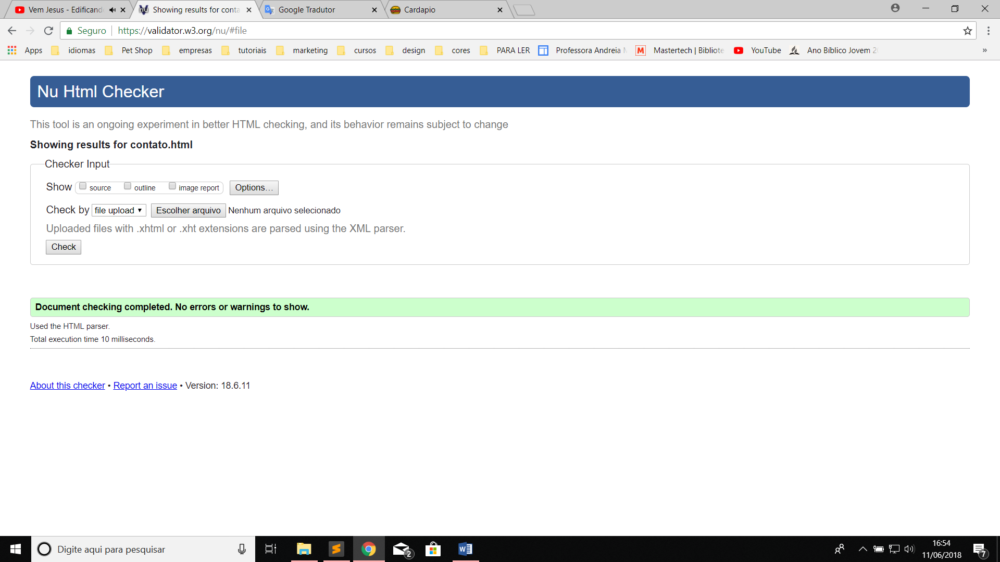 Vem Jesus - Edificand
Showing results for conta
Google Tradutor
Cardapio
Seguro
https://validator.w3.org/nu/#file
Apps idiomas Pet Shop empresas tutoriais marketing cursos design cores PARA LER Professora Andreia Mastertech | Bibliote YouTube Ano Bíblico Jovem 2 »
Nu Html Checker
This tool is an ongoing experiment in better HTML checking, and its behavior remains subject to change
Showing results for contato.html
Checker Input
Show source outline image report Options...
Check by file upload Escolher arquivo Nenhum arquivo selecionado
Uploaded files with .xhtml or .xht extensions are parsed using the XML parser.
Check
Document checking completed. No errors or warnings to show.
Used the HTML parser.
Total execution time 10 milliseconds.
About this checker • Report an issue • Version: 18.6.11
Digite aqui para pesquisar
2
16:54
11/06/2018
7